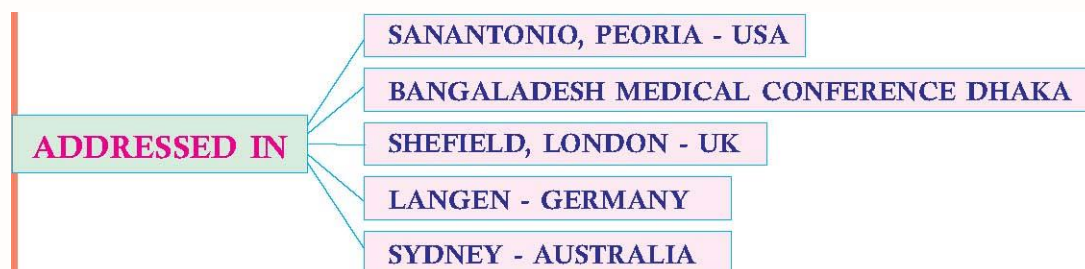 ADDRESSED IN
SANANTONIO, PEORIA - USA
BANGALADESH MEDICAL CONFERENCE DHAKA
SHEFIELD, LONDON - UK
LANGEN - GERMANY
SYDNEY - AUSTRALIA